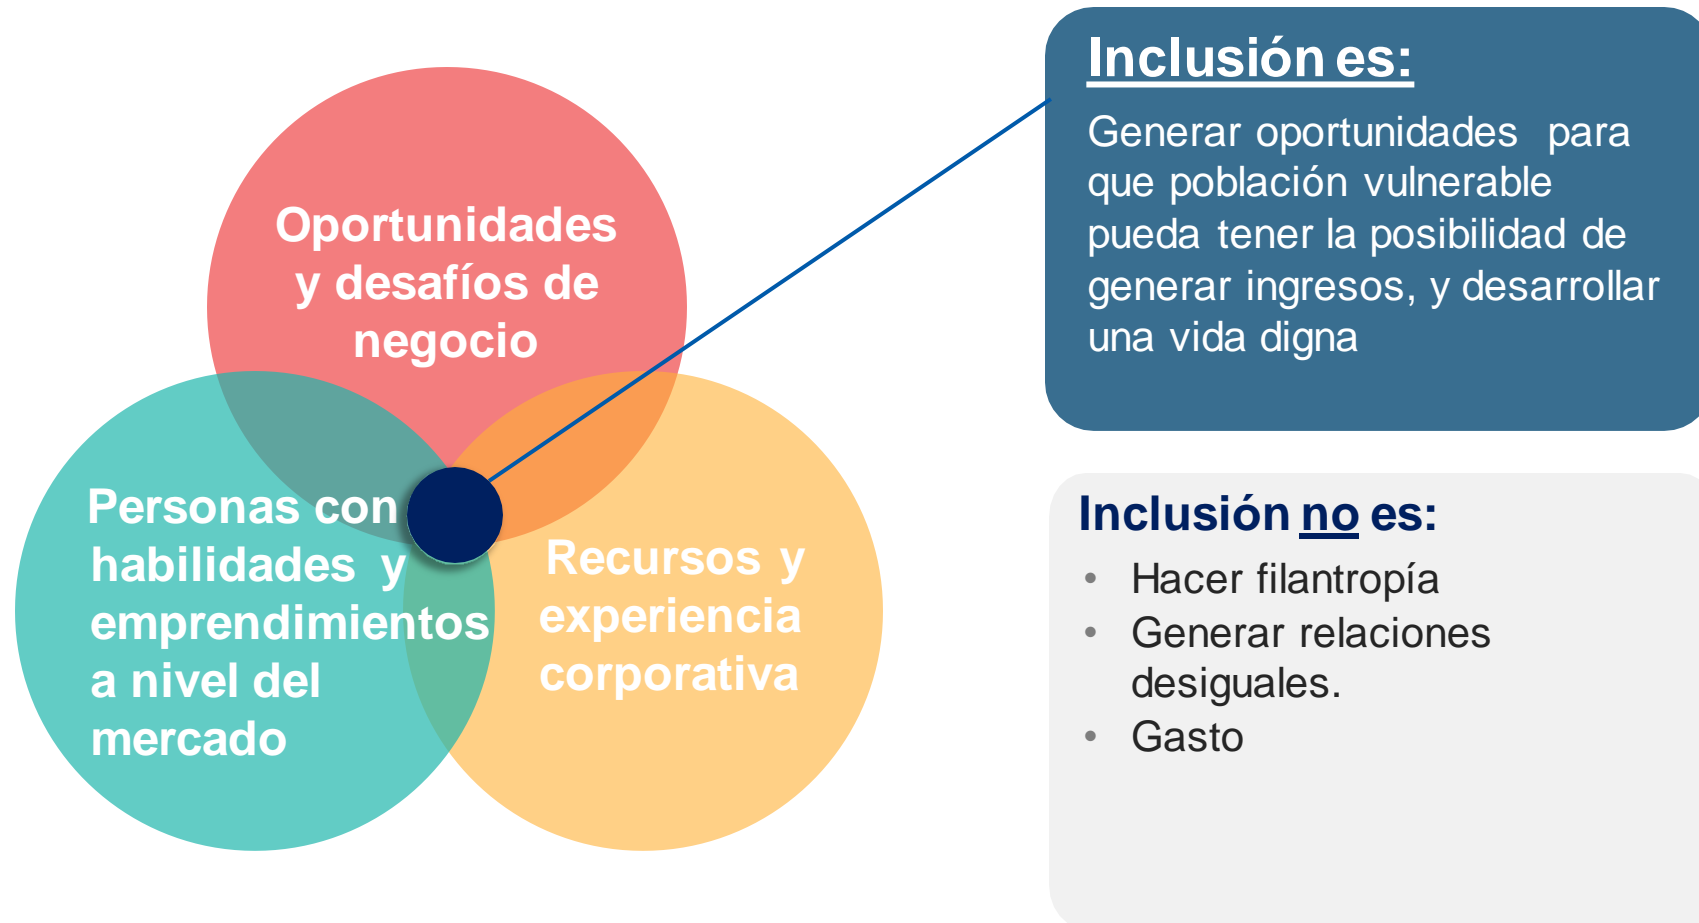 Oportunidades
y desafíos de
negocio
Personas con
habilidades y
emprendimientos
a nivel del
mercado
Recursos y
experiencia
corporativa
Inclusión es:
Generar oportunidades para
que población vulnerable
pueda tener la posibilidad de
generar ingresos, y desarrollar
una vida digna
Inclusión no es:
• Hacer filantropía
• Generar relaciones
desiguales.
• Gasto